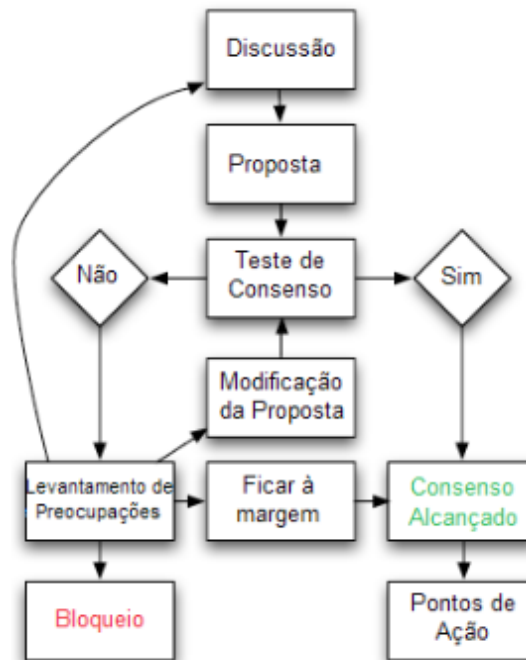 Discussão
Proposta
Teste de
Consenso
Não
Sim
Modificação
da Proposta
Levantamento de
Preocupações
Ficar à
margem
Consenso
Alcançado
Bloqueio
Pontos de
Ação